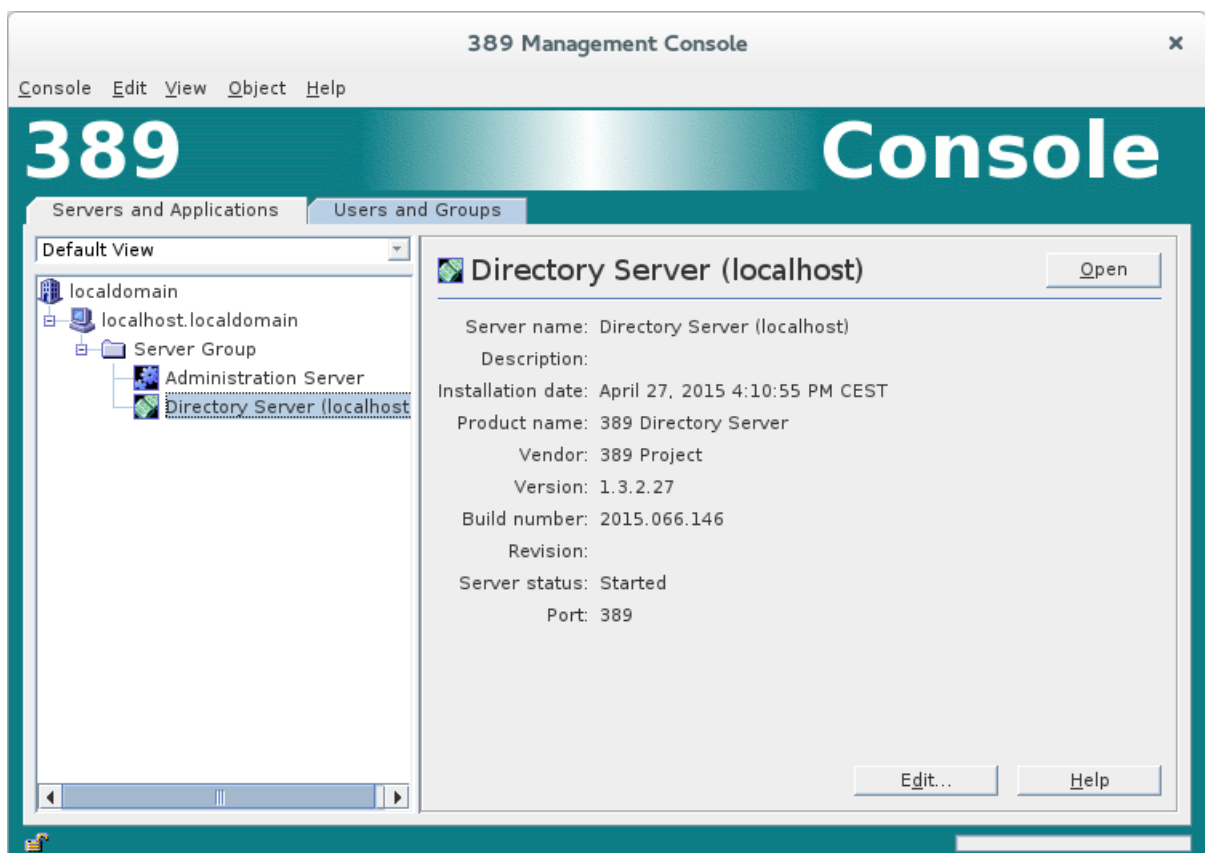 389 Management Console
Console Edit View Object Help
389 Console
Servers and Applications Users and Groups
Default View
localdomain
localhost.localdomain
Server Group
Administration Server
Directory Server (localhost
Directory Server (localhost)
Open
Server name: Directory Server (localhost)
Description:
Installation date: April 27, 2015 4:10:55 PM CEST
Product name: 389 Directory Server
Vendor: 389 Project
Version: 1.3.2.27
Build number: 2015.066.146
Revision:
Server status: Started
Port: 389
Edit... Help